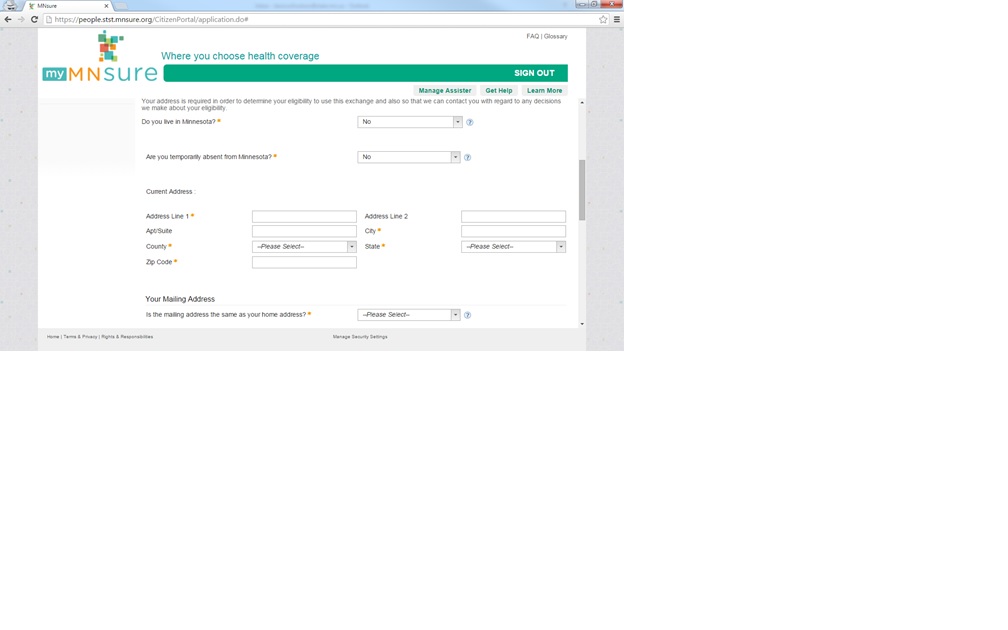 MNsure
https://people.stst.mnsure.org/CitizenPortal/application.do#
FAQ | Glossary
my MNsure
Where you choose health coverage
SIGN OUT
Manage Assister Get Help Learn More
Your address is required in order to determine your eligibility to use this exchange and also so that we can contact you with regard to any decisions
we make about your eligibility
Do you live in Minnesota? * No ?
Are you temporarily absent from Minnesota? * No ?
Current Address :
Address Line 1 * Address Line 2
Apt/Suite City *
County * --Please Select-- State * --Please Select--
Zip Code *
Your Mailing Address
Is the mailing address the same as your home address? * --Please Select-- ?
Home | Terms & Privacy | Rights & Responsibilities Manage Security Settings